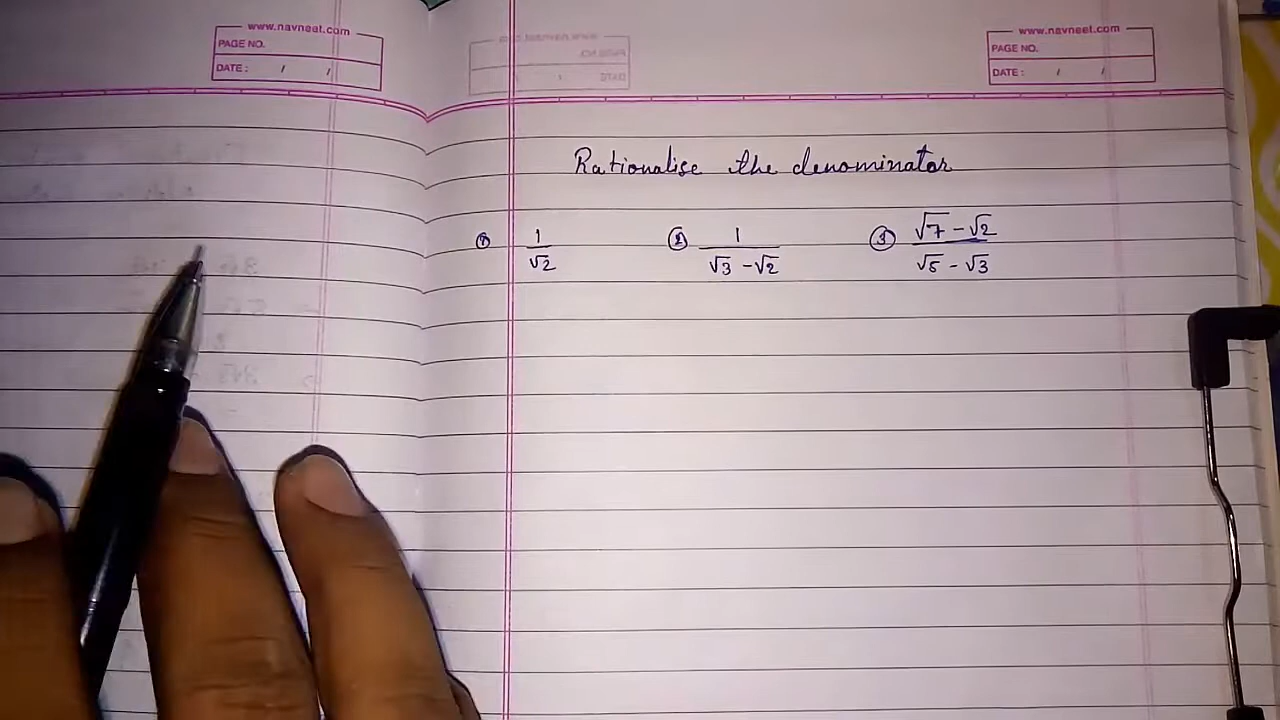 www.navneet.com
PAGE NO.
DATE : / /
www.navneet.com
PAGE NO.
DATE : / /
Rationalise the denominator
① 1/√2 ② 1/(√3 - √2) ③ (√7 - √2)/(√5 - √3)